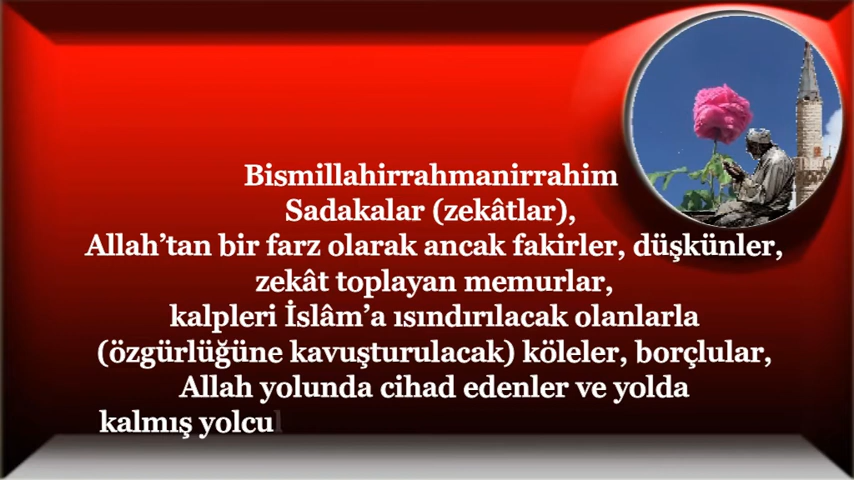 Bismillahirrahmanirrahim
Sadakalar (zekâtlar),
Allah’tan bir farz olarak ancak fakirler, düşkünler,
zekât toplayan memurlar,
kalpleri İslâm’a ısındırılacak olanlarla
(özgürlüğüne kavuşturulacak) köleler, borçlular,
Allah yolunda cihad edenler ve yolda
kalmış yolcu